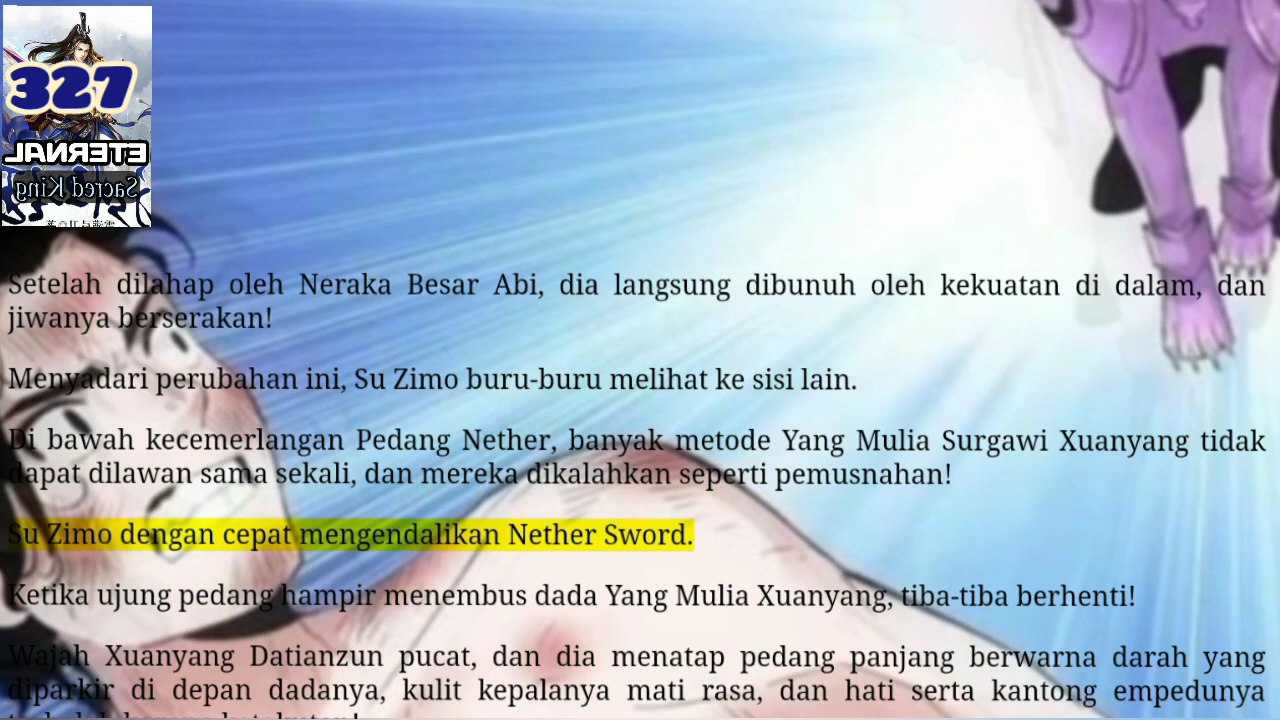 327
ETERNAL
Sacred King
Setelah dilahap oleh Neraka Besar Abi, dia langsung dibunuh oleh kekuatan di dalam, dan
jiwanya berserakan!
Menyadari perubahan ini, Su Zimo buru-buru melihat ke sisi lain.
Di bawah kecemerlangan Pedang Nether, banyak metode Yang Mulia Surgawi Xuanyang tidak
dapat dilawan sama sekali, dan mereka dikalahkan seperti pemusnahan!
Su Zimo dengan cepat mengendalikan Nether Sword.
Ketika ujung pedang hampir menembus dada Yang Mulia Xuanyang, tiba-tiba berhenti!
Wajah Xuanyang Datianzun pucat, dan dia menatap pedang panjang berwarna darah yang
diparkir di depan dadanya, kulit kepalanya mati rasa, dan hati serta kantong empedunya